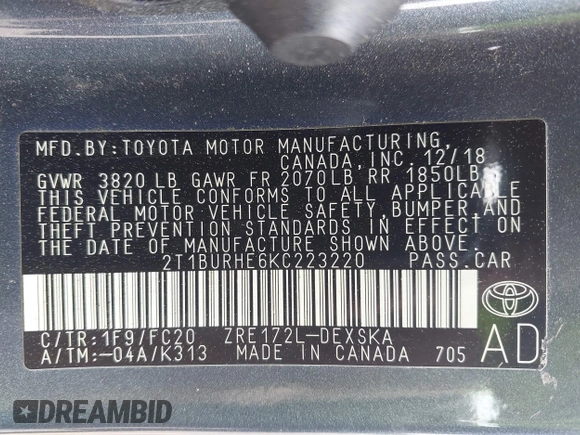 MFD.BY:TOYOTA MOTOR MANUFACTURING,
CANADA,INC. 12/18
GVWR 3820LB GAWR FR 2070LB, RR 1850LB
THIS VEHICLE CONFORMS TO ALL APPLICABLE
FEDERAL MOTOR VEHICLE SAFETY,BUMPER AND
THEFT PREVENTION STANDARDS IN EFFECT ON
THE DATE OF MANUFACTURE SHOWN ABOVE.
2T1BURHE6KC223220 PASS.CAR
C/TR:1F9/FC20 ZRE172L-DEXSKA
A/TM:-04A/K313 MADE IN CANADA 705
AD
DREAMBID